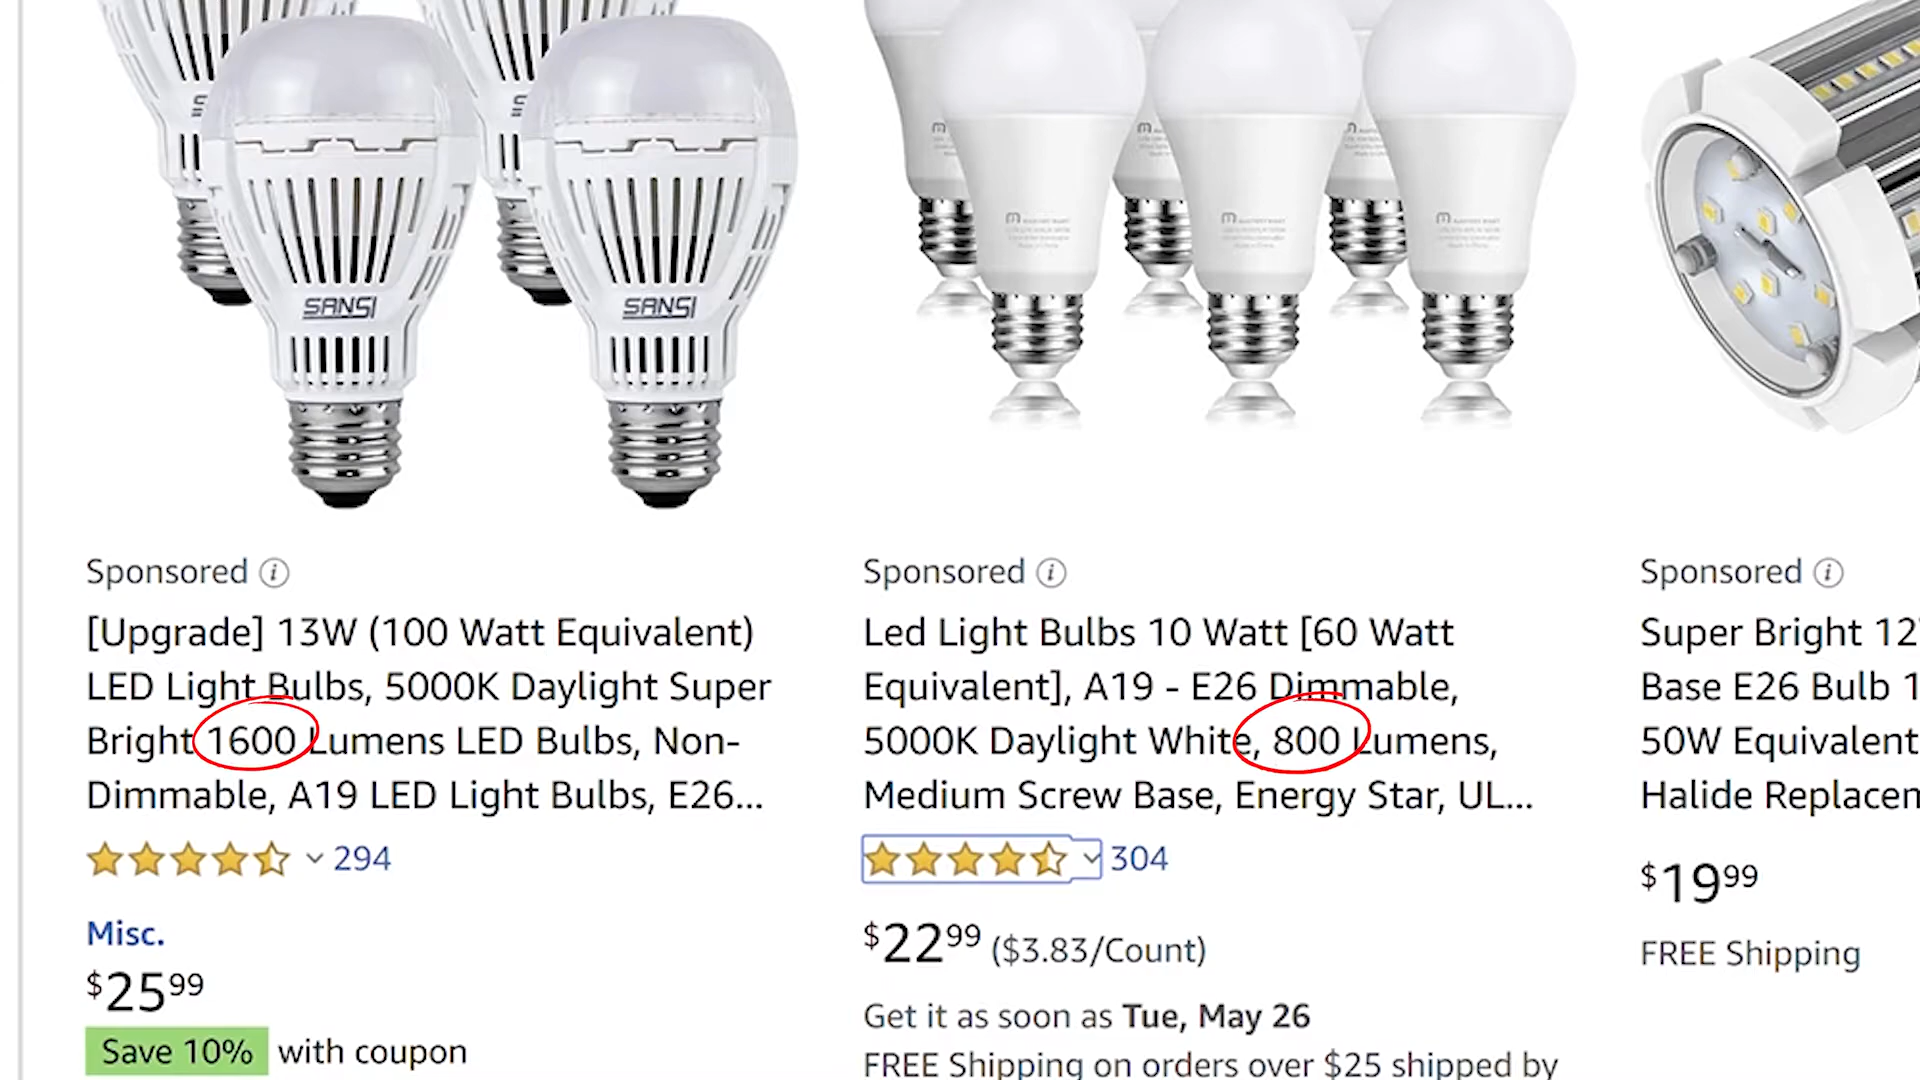 SANSI
SANSI
Sponsored
[Upgrade] 13W (100 Watt Equivalent)
LED Light Bulbs, 5000K Daylight Super
Bright 1600 Lumens LED Bulbs, Non-
Dimmable, A19 LED Light Bulbs, E26...
294
Misc.
$25.99
Save 10% with coupon
Sponsored
Led Light Bulbs 10 Watt [60 Watt
Equivalent], A19 - E26 Dimmable,
5000K Daylight White, 800 Lumens,
Medium Screw Base, Energy Star, UL...
304
$22.99 ($3.83/Count)
Get it as soon as Tue, May 26
FREE Shipping on orders over $25 shipped by
Sponsored
Super Bright 12
Base E26 Bulb 1
50W Equivalent
Halide Replacem
$19.99
FREE Shipping